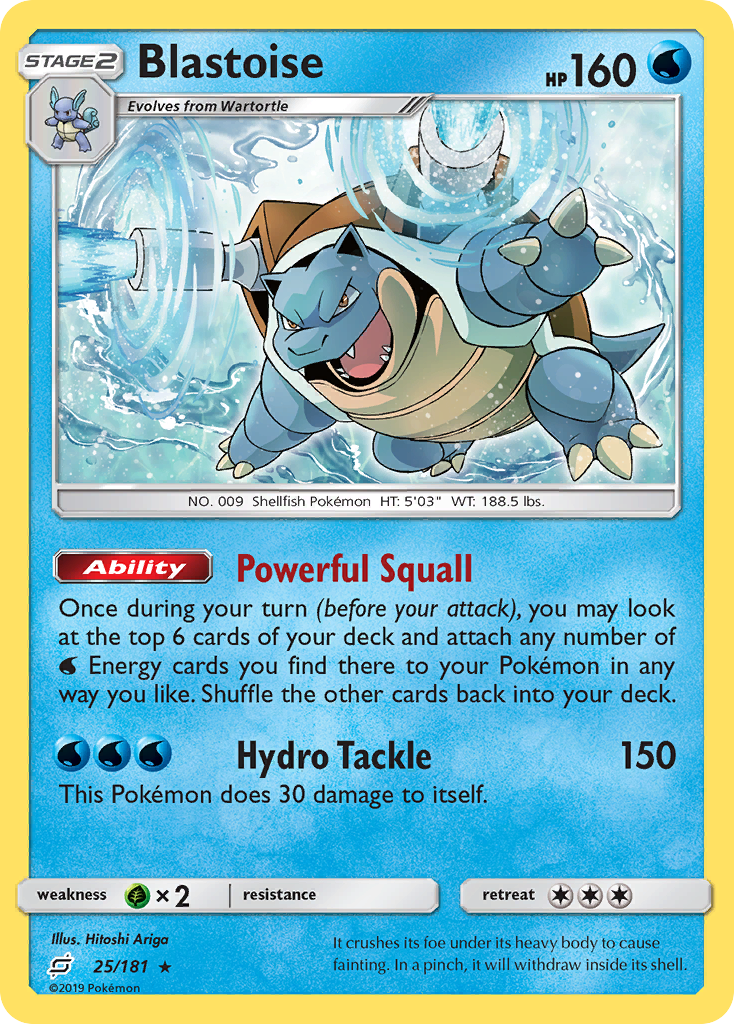 STAGE2 Blastoise HP 160
Evolves from Wartortle
NO. 009 Shellfish Pokémon HT: 5'03" WT: 188.5 lbs.
Ability Powerful Squall
Once during your turn (before your attack), you may look
at the top 6 cards of your deck and attach any number of
Energy cards you find there to your Pokémon in any
way you like. Shuffle the other cards back into your deck.
Hydro Tackle 150
This Pokémon does 30 damage to itself.
weakness × 2 resistance retreat
Illus. Hitoshi Ariga
25/181 ★
©2019 Pokémon
It crushes its foe under its heavy body to cause
fainting. In a pinch, it will withdraw inside its shell.